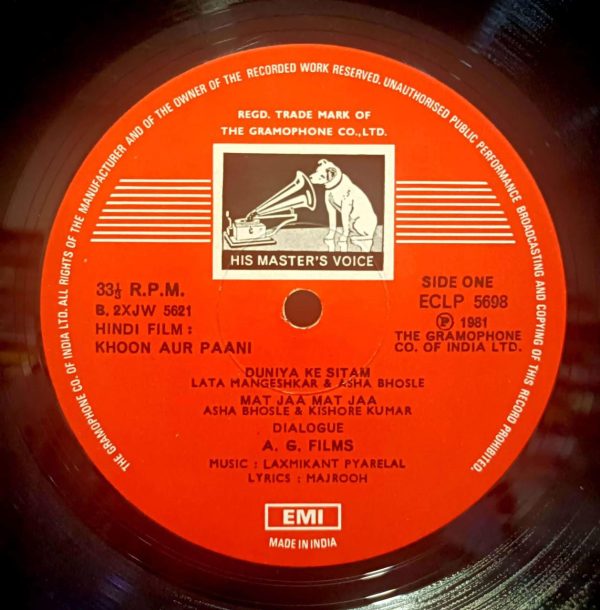 THE GRAMOPHONE CO. OF INDIA LTD. ALL RIGHTS OF THE MANUFACTURER AND OF THE OWNER OF THE RECORDED WORK RESERVED. UNAUTHORISED PUBLIC PERFORMANCE BROADCASTING AND COPYING OF THIS RECORD PROHIBITED.
REGD. TRADE MARK OF
THE GRAMOPHONE CO., LTD.
HIS MASTER'S VOICE
33⅓ R.P.M.
B. 2XJW 5621
HINDI FILM :
KHOON AUR PAANI
SIDE ONE
ECLP 5698
Ⓟ 1981
THE GRAMOPHONE
CO. OF INDIA LTD.
DUNIYA KE SITAM
LATA MANGESHKAR & ASHA BHOSLE
MAT JAA MAT JAA
ASHA BHOSLE & KISHORE KUMAR
DIALOGUE
A. G. FILMS
MUSIC : LAXMIKANT PYARELAL
LYRICS : MAJROOH
EMI
MADE IN INDIA